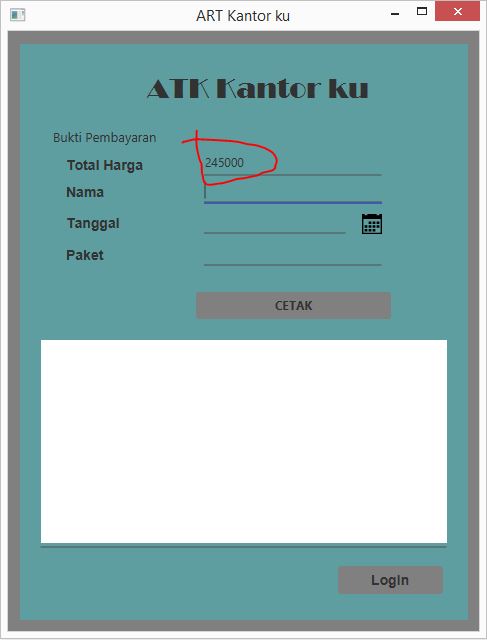 ART Kantor ku
ATK Kantor ku
Bukti Pembayaran
Total Harga 245000
Nama
Tanggal
Paket
CETAK
Login